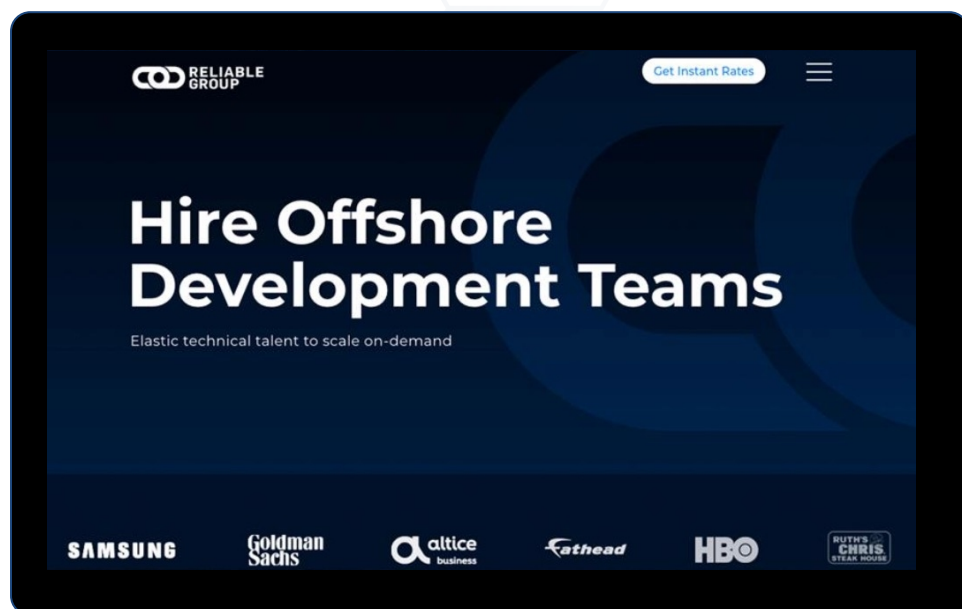 RELIABLE
GROUP
Get Instant Rates
Hire Offshore
Development Teams
Elastic technical talent to scale on-demand
SAMSUNG
Goldman
Sachs
altice
business
Fathead
HBO
RUTH'S
CHRIS
STEAK HOUSE